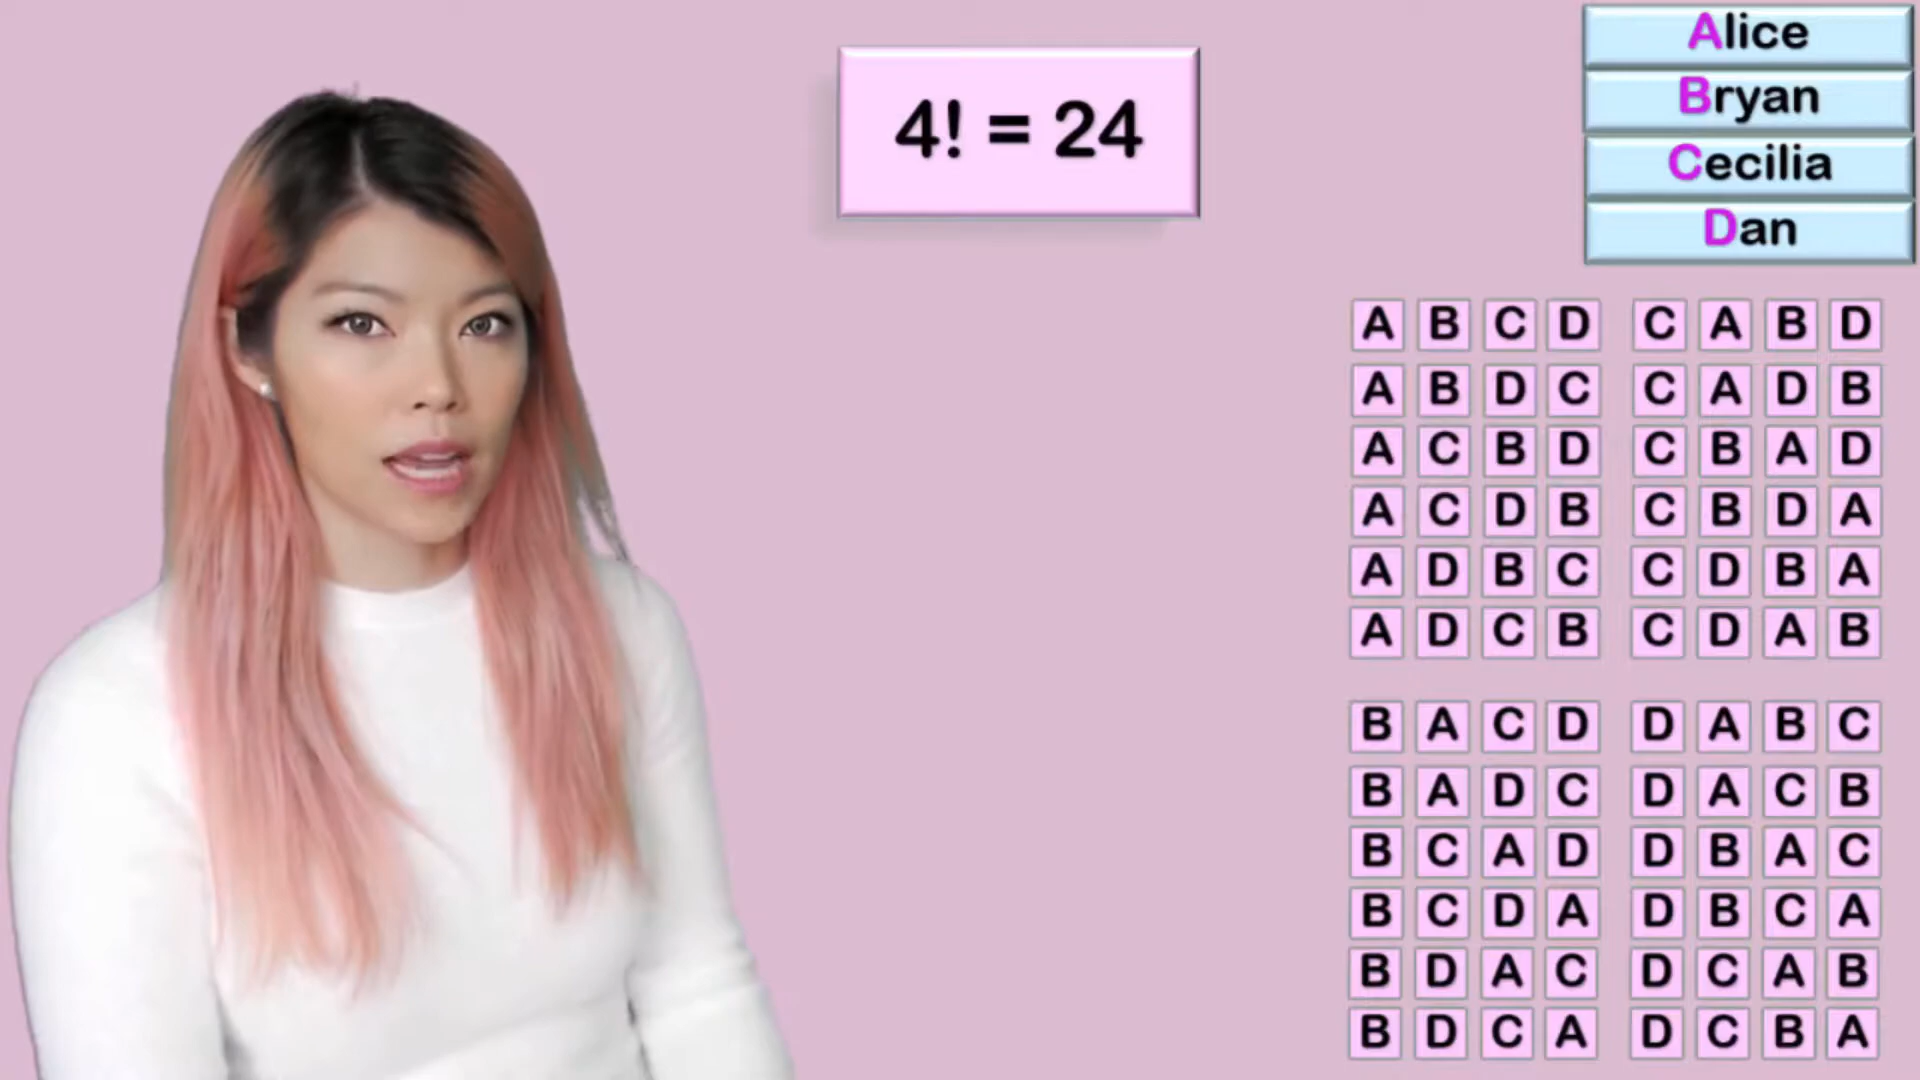 4! = 24
Alice
Bryan
Cecilia
Dan
A B C D C A B D
A B D C C A D B
A C B D C B A D
A C D B C B D A
A D B C C D B A
A D C B C D A B
B A C D D A B C
B A D C D A C B
B C A D D B A C
B C D A D B C A
B D A C D C A B
B D C A D C B A